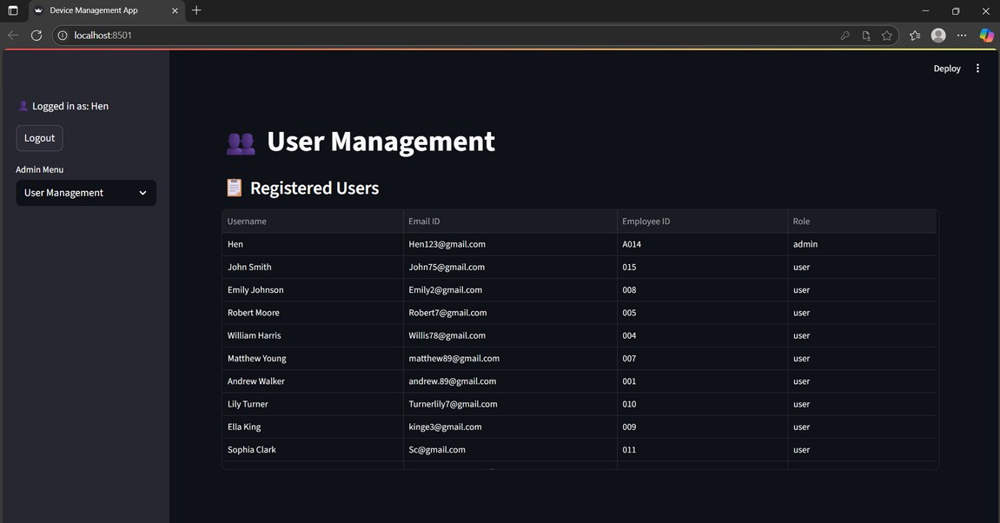 Device Management App
localhost:8501
Deploy
Logged in as: Hen
Logout
Admin Menu
User Management
User Management
Registered Users
Username Email ID Employee ID Role
Hen Hen123@gmail.com A014 admin
John Smith John75@gmail.com 015 user
Emily Johnson Emily2@gmail.com 008 user
Robert Moore Robert7@gmail.com 005 user
William Harris Willis78@gmail.com 004 user
Matthew Young matthew89@gmail.com 007 user
Andrew Walker andrew.89@gmail.com 001 user
Lily Turner Turnerlily7@gmail.com 010 user
Ella King kinge3@gmail.com 009 user
Sophia Clark Sc@gmail.com 011 user